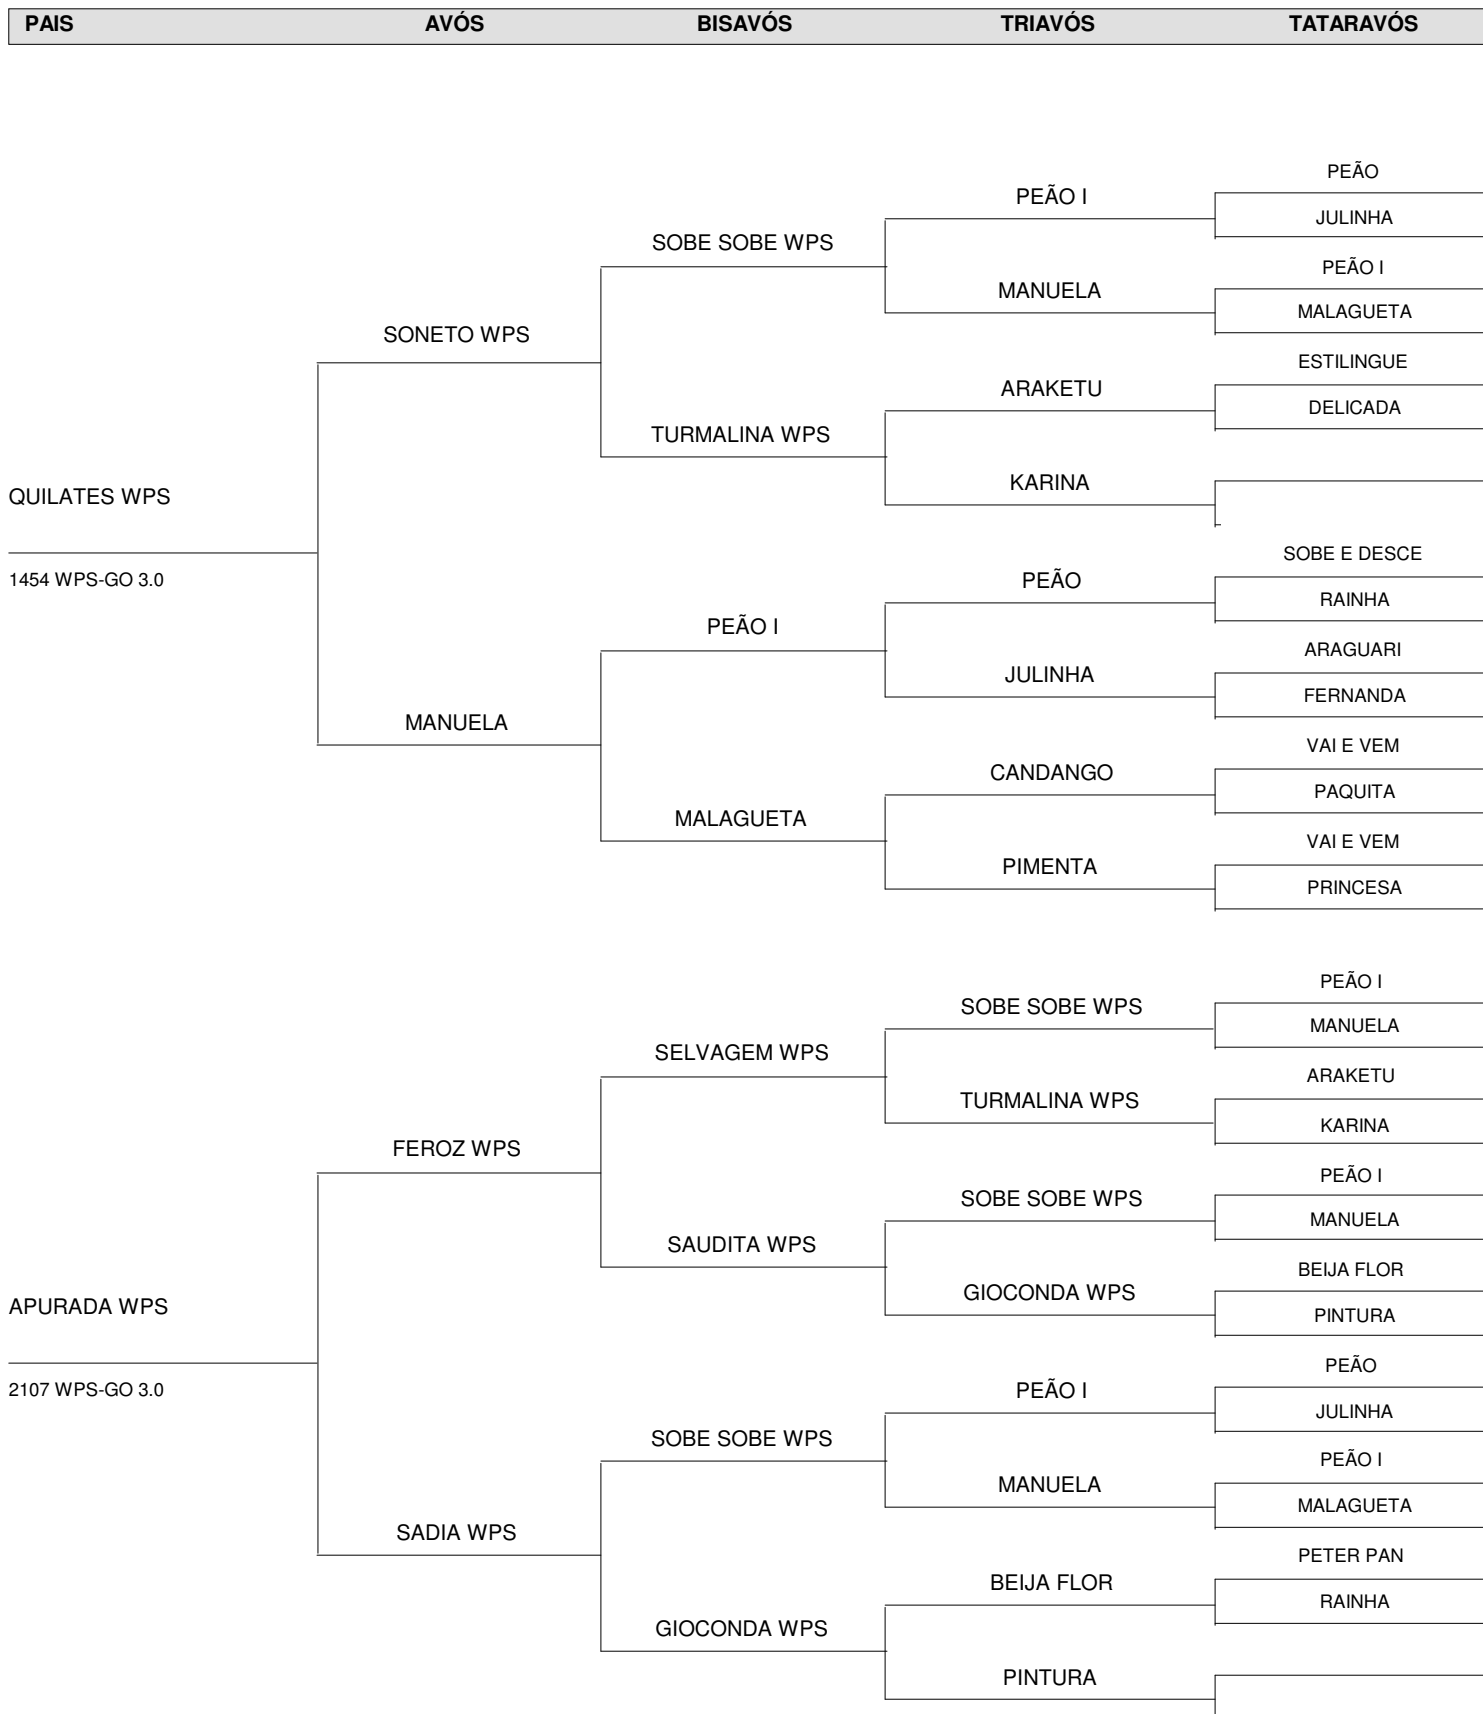 PAIS AVÓS BISAVÓS TRIAVÓS TATARAVÓS
PEÃO
PEÃO I
JULINHA
SOBE SOBE WPS
PEÃO I
MANUELA
MALAGUETA
SONETO WPS
ESTILINGUE
ARAKETU
DELICADA
TURMALINA WPS
KARINA
QUILATES WPS
SOBE E DESCE
1454 WPS-GO 3.0
PEÃO
RAINHA
PEÃO I
ARAGUARI
JULINHA
FERNANDA
MANUELA
VAI E VEM
CANDANGO
PAQUITA
MALAGUETA
VAI E VEM
PIMENTA
PRINCESA
PEÃO I
SOBE SOBE WPS
MANUELA
SELVAGEM WPS
ARAKETU
TURMALINA WPS
KARINA
FEROZ WPS
PEÃO I
SOBE SOBE WPS
MANUELA
SAUDITA WPS
BEIJA FLOR
GIOCONDA WPS
APURADA WPS
PINTURA
PEÃO
2107 WPS-GO 3.0
PEÃO I
JULINHA
SOBE SOBE WPS
PEÃO I
MANUELA
MALAGUETA
SADIA WPS
PETER PAN
BEIJA FLOR
RAINHA
GIOCONDA WPS
PINTURA